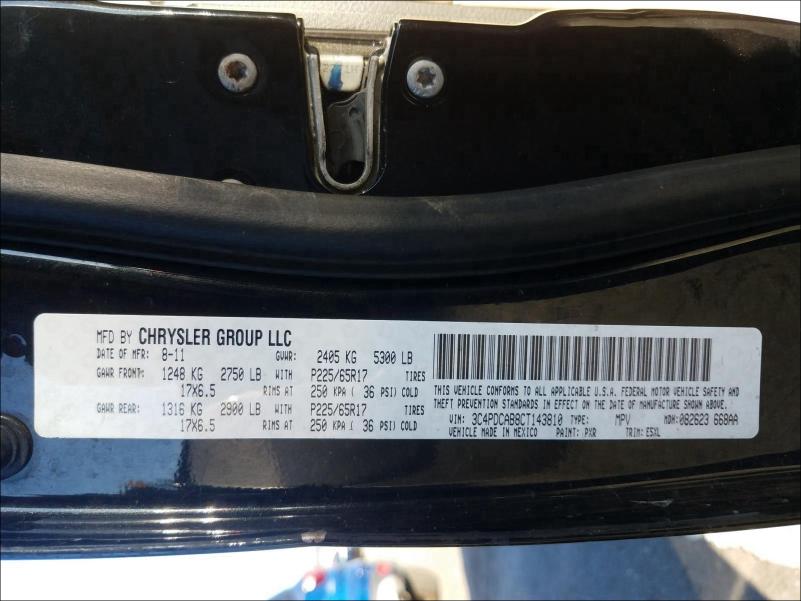 MFD BY CHRYSLER GROUP LLC
DATE OF MFR: 8-11 GVWR: 2405 KG 5300 LB
GAWR FRONT: 1248 KG 2750 LB WITH P225/65R17 TIRES
17X6.5 RIMS AT 250 KPA ( 36 PSI) COLD
GAWR REAR: 1316 KG 2900 LB WITH P225/65R17 TIRES
17X6.5 RIMS AT 250 KPA ( 36 PSI) COLD
THIS VEHICLE CONFORMS TO ALL APPLICABLE U.S.A. FEDERAL MOTOR VEHICLE SAFETY AND
THEFT PREVENTION STANDARDS IN EFFECT ON THE DATE OF MANUFACTURE SHOWN ABOVE.
VIN: 3C4PDCAB8CT143810 TYPE: MPV MDH: 082623 668AA
VEHICLE MADE IN MEXICO PAINT: PXR TRIM: E5XL